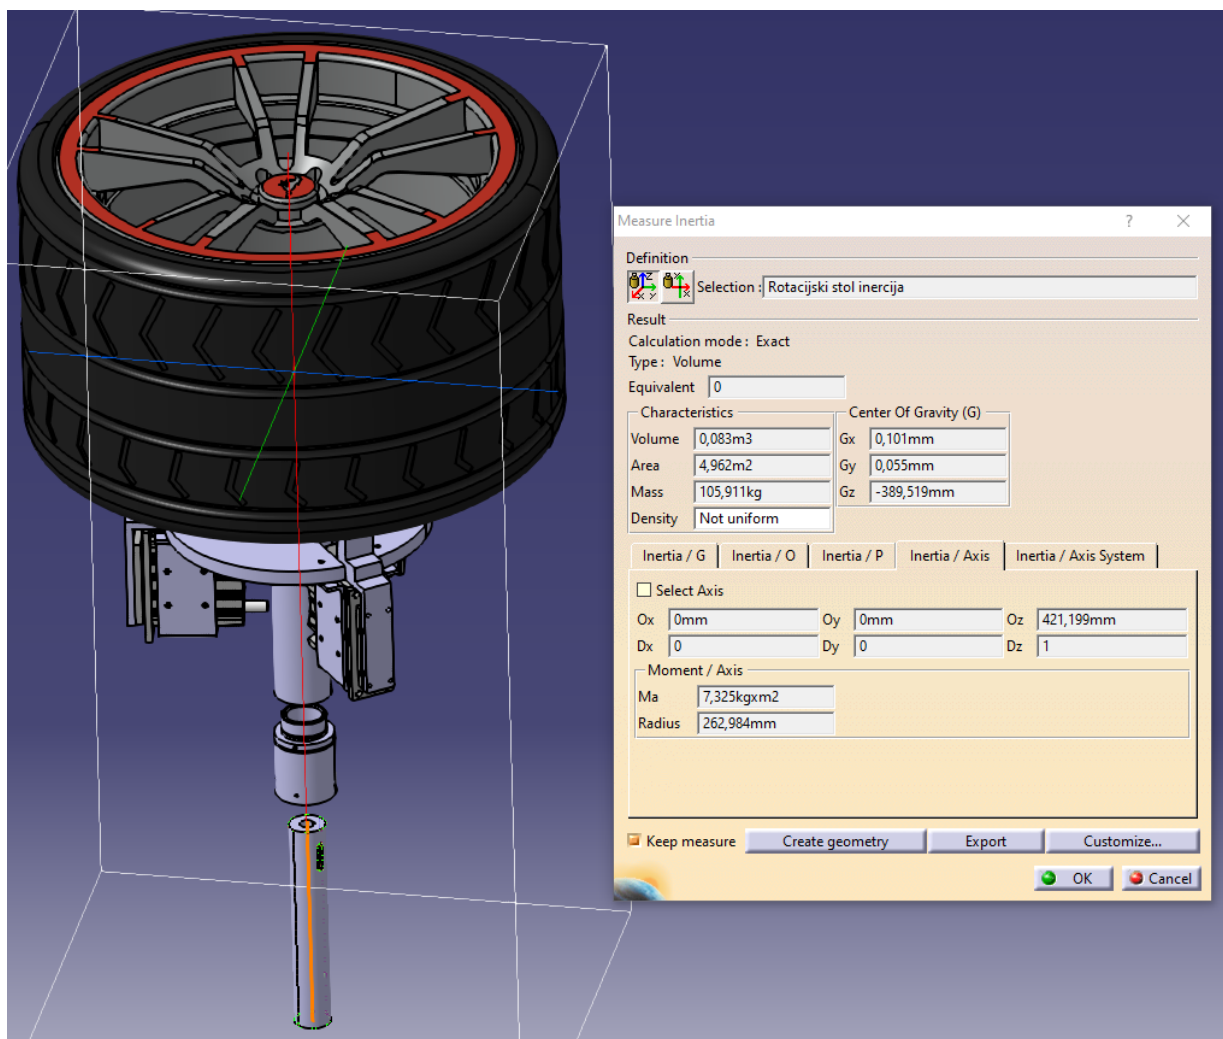 Measure Inertia ? ×
Definition
Selection : Rotacijski stol inercija
Result
Calculation mode : Exact
Type : Volume
Equivalent 0
Characteristics Center Of Gravity (G)
Volume 0,083m3 Gx 0,101mm
Area 4,962m2 Gy 0,055mm
Mass 105,911kg Gz -389,519mm
Density Not uniform
Inertia / G Inertia / O Inertia / P Inertia / Axis Inertia / Axis System
Select Axis
Ox 0mm Oy 0mm Oz 421,199mm
Dx 0 Dy 0 Dz 1
Moment / Axis
Ma 7,325kgxm2
Radius 262,984mm
Keep measure Create geometry Export Customize...
OK Cancel